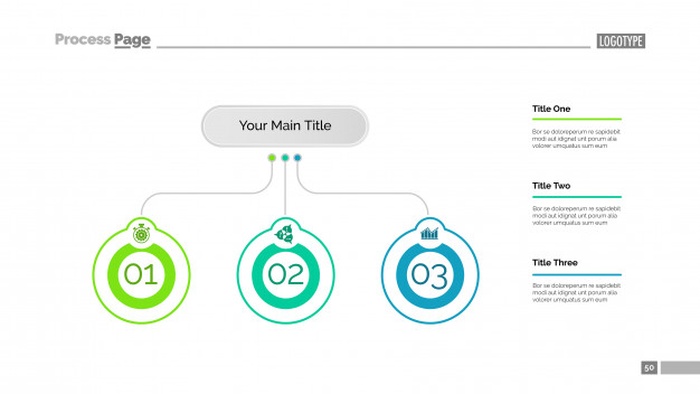 Process Page
LOGOTYPE
Your Main Title
01
02
03
Title One
Bor se doloreperum re sapidebit
modi aut idignat unt porum alia
volorer umquatus sum eum
Title Two
Bor se doloreperum re sapidebit
modi aut idignat unt porum alia
volorer umquatus sum eum
Title Three
Bor se doloreperum re sapidebit
modi aut idignat unt porum alia
volorer umquatus sum eum
50